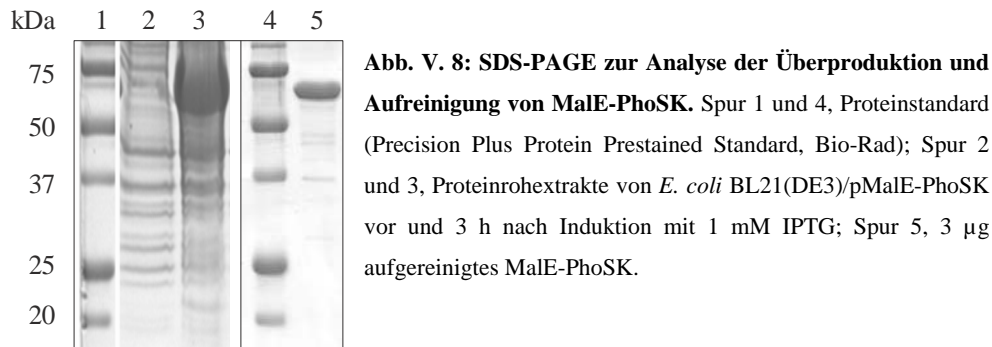 kDa 1 2 3 4 5
75
50
37
25
20
Abb. V. 8: SDS-PAGE zur Analyse der Überproduktion und
Aufreinigung von MalE-PhoSK. Spur 1 und 4, Proteinstandard
(Precision Plus Protein Prestained Standard, Bio-Rad); Spur 2
und 3, Proteinrohextrakte von E. coli BL21(DE3)/pMalE-PhoSK
vor und 3 h nach Induktion mit 1 mM IPTG; Spur 5, 3 µg
aufgereinigtes MalE-PhoSK.